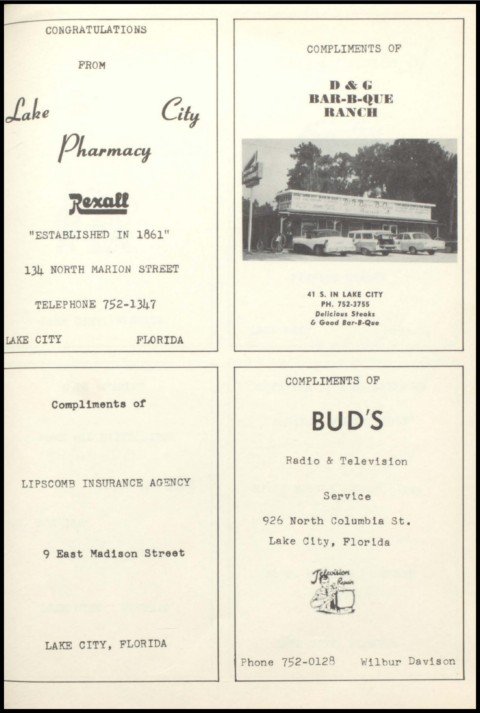 CONGRATULATIONS
FROM
Lake City
Pharmacy
Rexall
"ESTABLISHED IN 1861"
134 NORTH MARION STREET
TELEPHONE 752-1347
LAKE CITY FLORIDA
COMPLIMENTS OF
D & G
BAR-B-QUE
RANCH
41 S. IN LAKE CITY
PH. 752-3755
Delicious Steaks
& Good Bar-B-Que
Compliments of
LIPSCOMB INSURANCE AGENCY
9 East Madison Street
LAKE CITY, FLORIDA
COMPLIMENTS OF
BUD'S
Radio & Television
Service
926 North Columbia St.
Lake City, Florida
Television
Repair
Phone 752-0128 Wilbur Davison